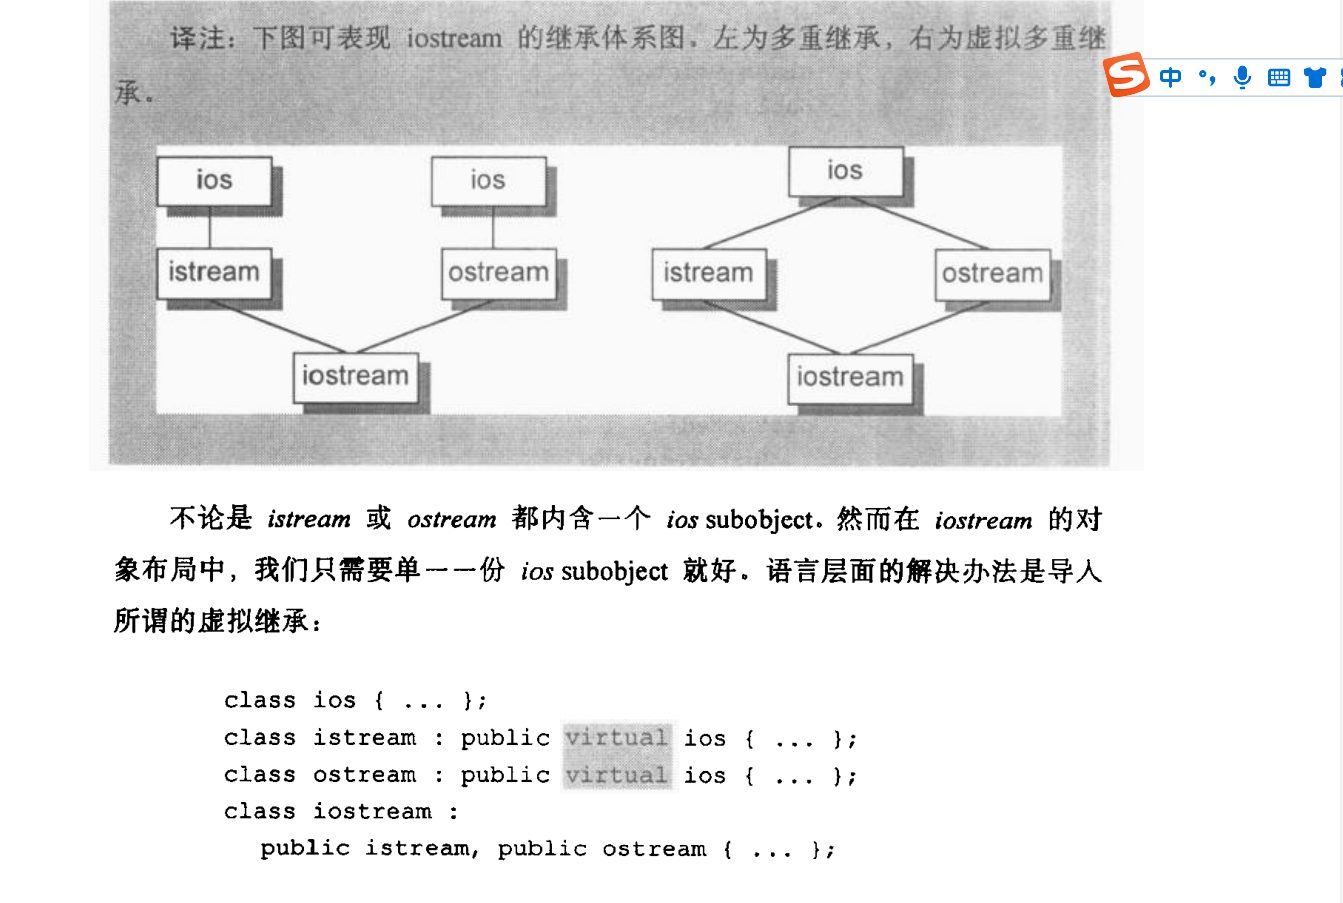 译注：下图可表现 iostream 的继承体系图。左为多重继承，右为虚拟多重继
承。
中
ios ios ios
istream ostream istream ostream
iostream iostream
不论是 istream 或 ostream 都内含一个 ios subobject。然而在 iostream 的对
象布局中，我们只需要单一一份 ios subobject 就好。语言层面的解决办法是导入
所谓的虚拟继承：
class ios { ... };
class istream : public virtual ios { ... };
class ostream : public virtual ios { ... };
class iostream :
public istream, public ostream { ... };